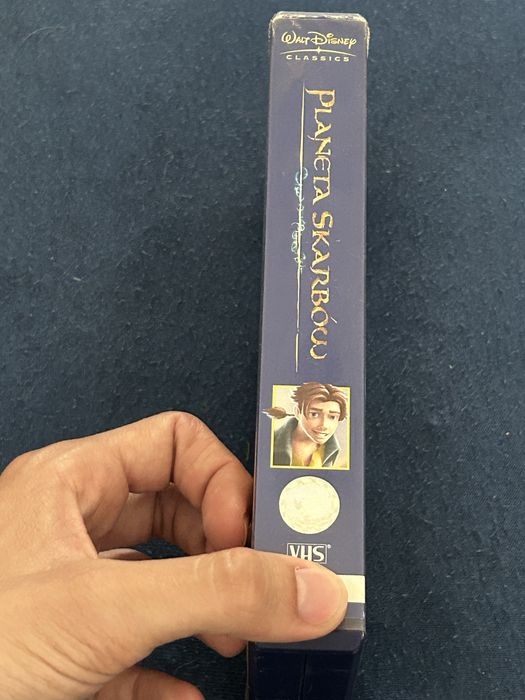 WALT DISNEY
CLASSICS
PLANETA SKARBÓW
VHS